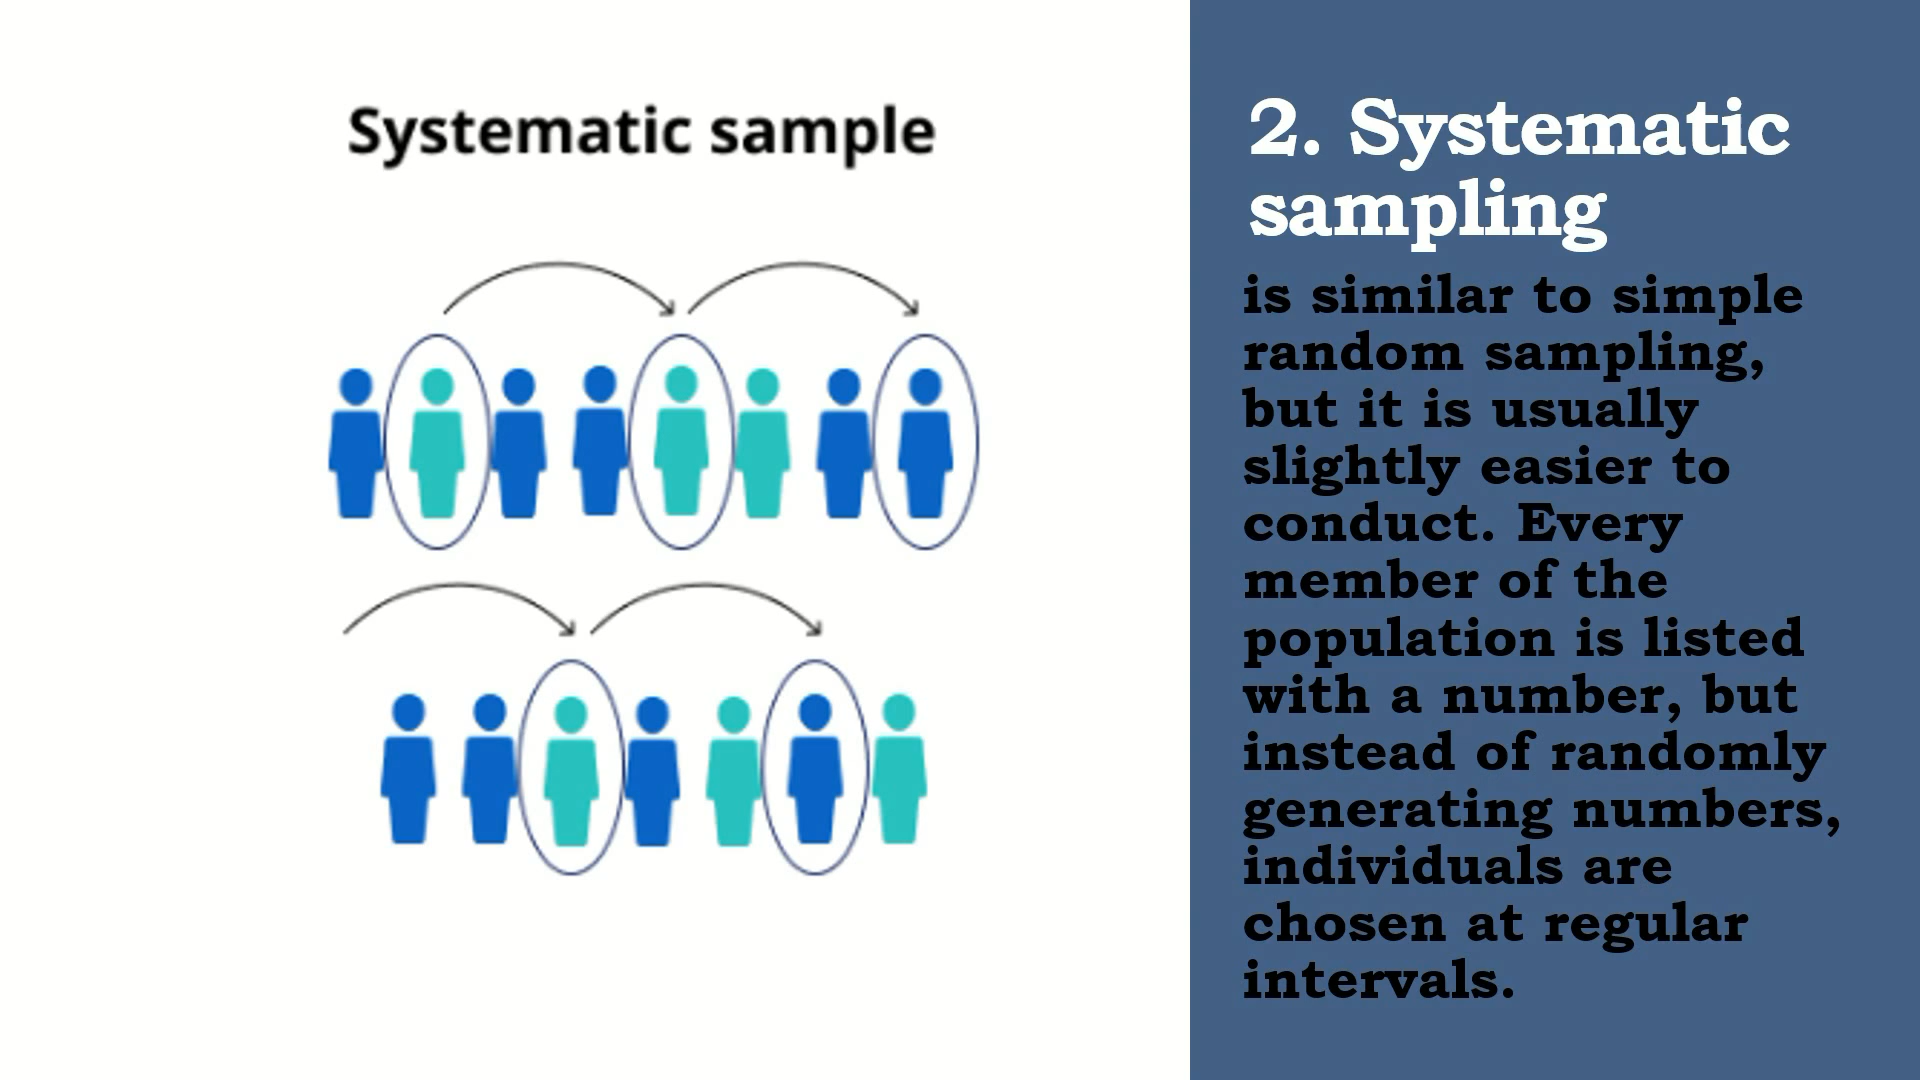 Systematic sample
2. Systematic
sampling
is similar to simple
random sampling,
but it is usually
slightly easier to
conduct. Every
member of the
population is listed
with a number, but
instead of randomly
generating numbers,
individuals are
chosen at regular
intervals.